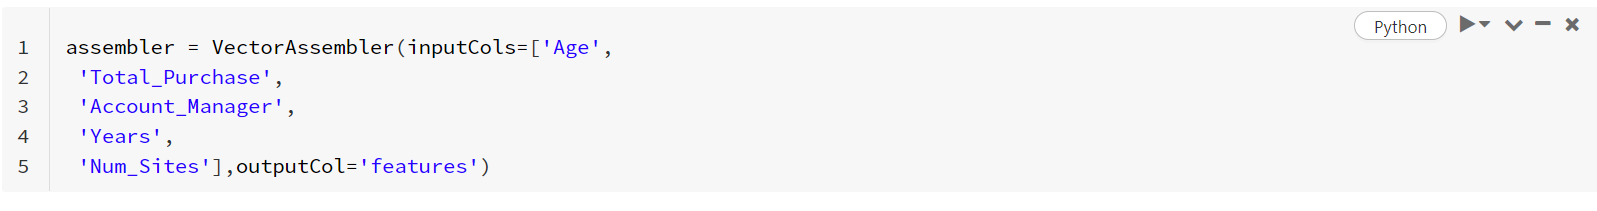 Python
1 assembler = VectorAssembler(inputCols=['Age',
2  'Total_Purchase',
3  'Account_Manager',
4  'Years',
5  'Num_Sites'],outputCol='features')